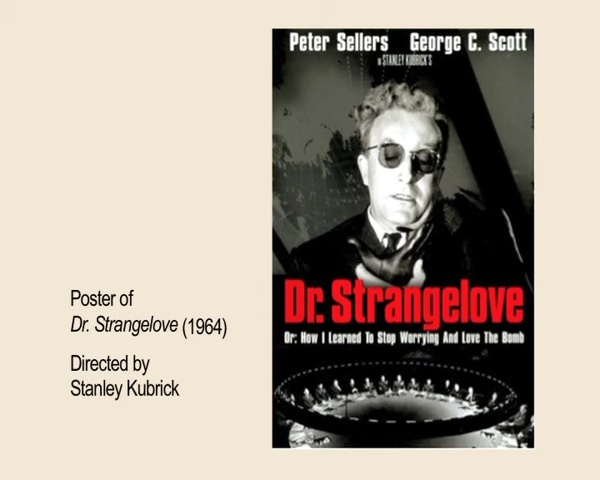 Peter Sellers George C. Scott
IN STANLEY KUBRICK'S
Dr. Strangelove
Or: How I Learned To Stop Worrying And Love The Bomb
Poster of
Dr. Strangelove (1964)
Directed by
Stanley Kubrick